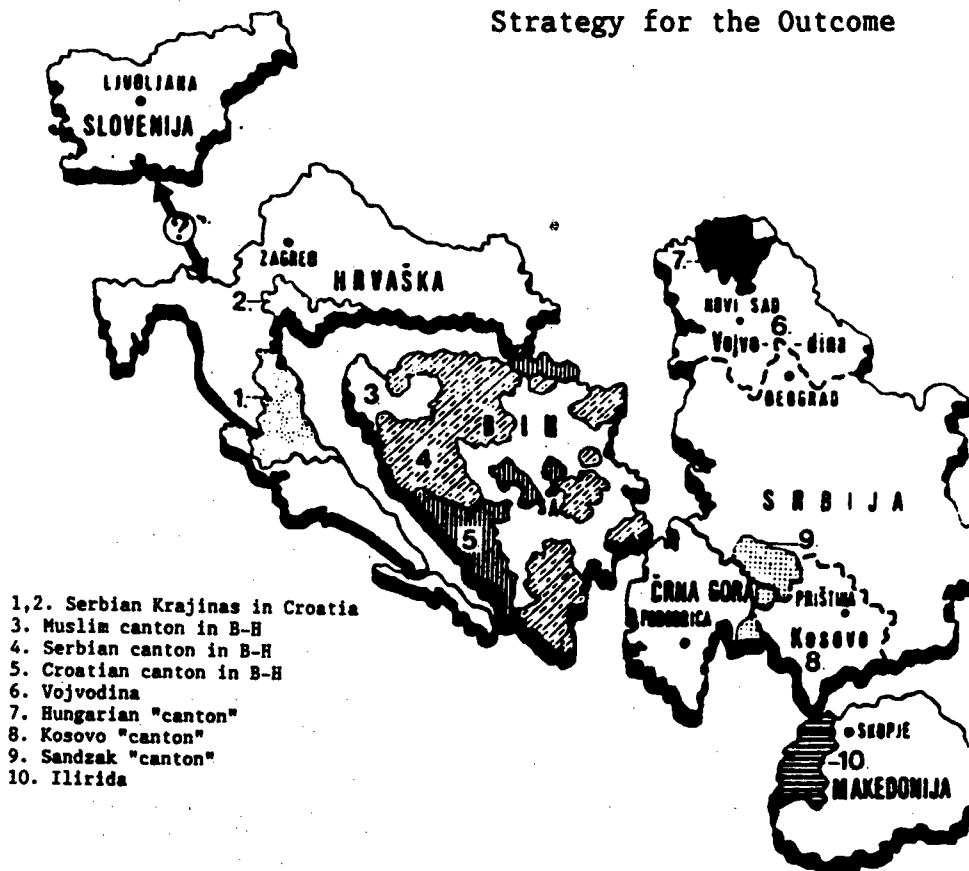 Strategy for the Outcome
LJUBLJANA
SLOVENIJA
?
ZAGREB
HRVAŠKA
2.
1.
3
4
5
B I H
7.
NOVI SAD
6.
Vojvo-dina
BEOGRAD
SRBIJA
9.
ČRNA GORA
PODGORICA
PRIŠTINA
Kosovo
8.
SKOPJE
10.
MAKEDONIJA
1,2. Serbian Krajinas in Croatia
3. Muslim canton in B-H
4. Serbian canton in B-H
5. Croatian canton in B-H
6. Vojvodina
7. Hungarian "canton"
8. Kosovo "canton"
9. Sandzak "canton"
10. Ilirida